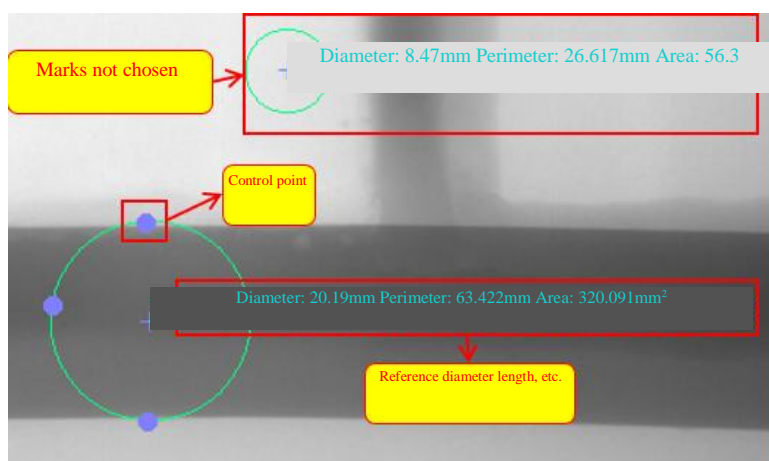 Diameter: 8.47mm Perimeter: 26.617mm Area: 56.3
Marks not chosen
Control point
Diameter: 20.19mm Perimeter: 63.422mm Area: 320.091mm²
Reference diameter length, etc.